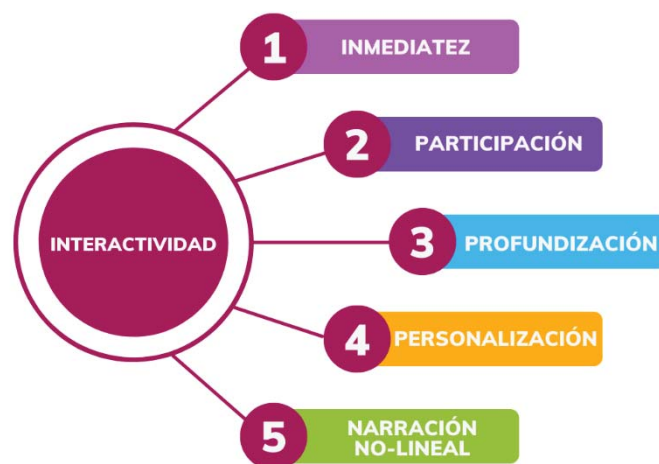 INTERACTIVIDAD
1 INMEDIATEZ
2 PARTICIPACIÓN
3 PROFUNDIZACIÓN
4 PERSONALIZACIÓN
5 NARRACIÓN
NO-LINEAL